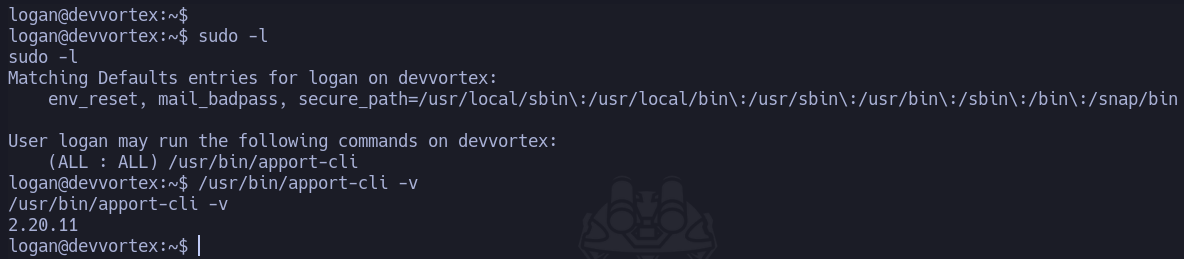 logan@devvortex:~$
logan@devvortex:~$ sudo -l
sudo -l
Matching Defaults entries for logan on devvortex:
    env_reset, mail_badpass, secure_path=/usr/local/sbin\:/usr/local/bin\:/usr/sbin\:/usr/bin\:/sbin\:/bin\:/snap/bin

User logan may run the following commands on devvortex:
    (ALL : ALL) /usr/bin/apport-cli
logan@devvortex:~$ /usr/bin/apport-cli -v
/usr/bin/apport-cli -v
2.20.11
logan@devvortex:~$